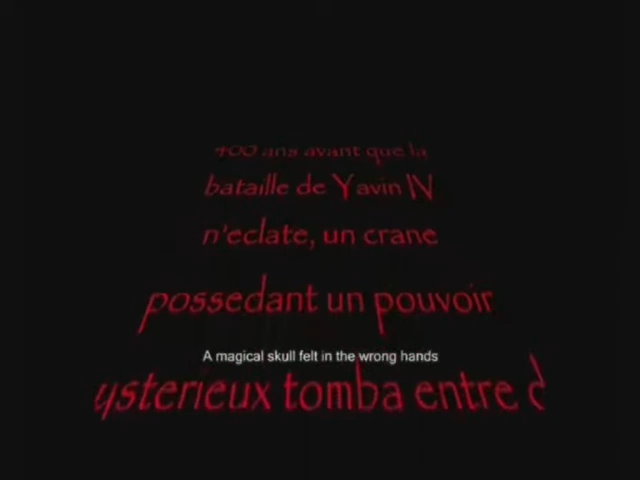 400 ans avant que la
bataille de Yavin IV
n'eclate, un crane
possedant un pouvoir
A magical skull felt in the wrong hands
ysterieux tomba entre d